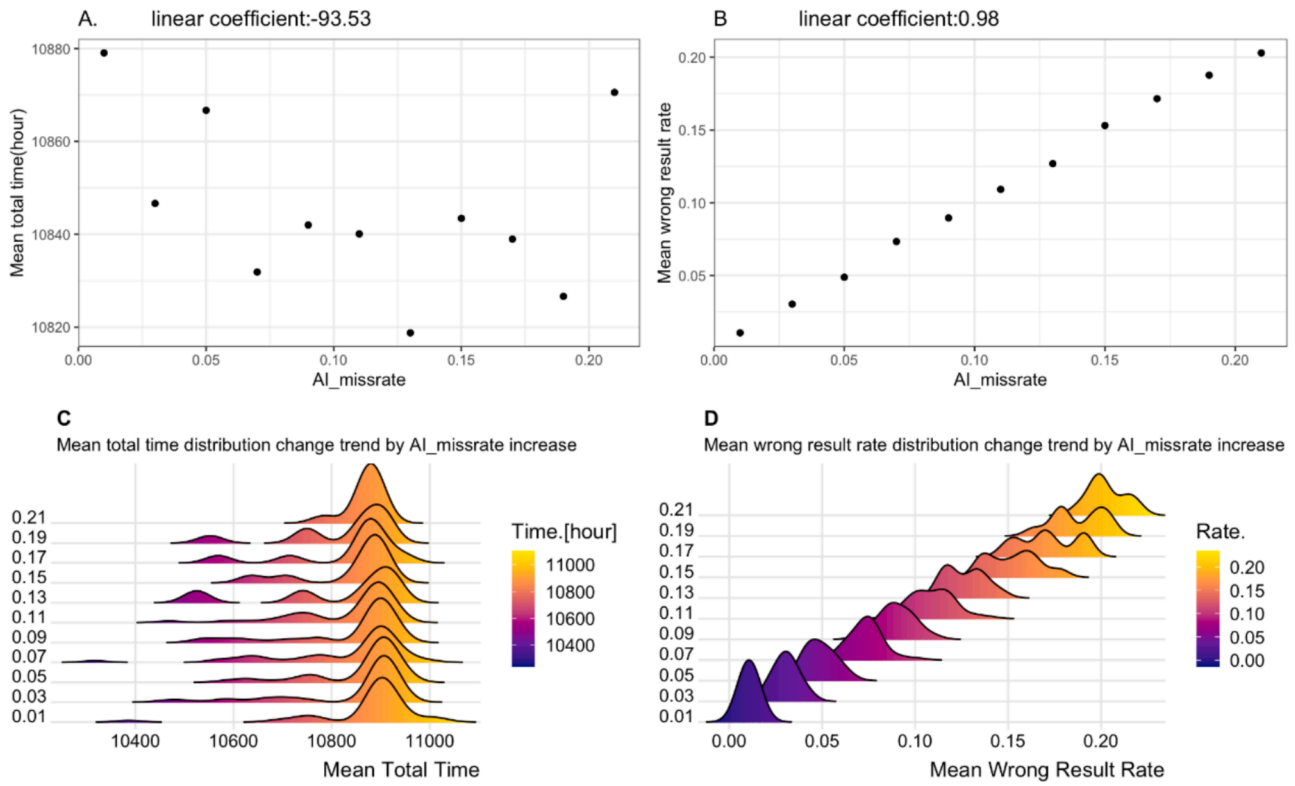 A. linear coefficient:-93.53
10880
10860
10840
10820
Mean total time(hour)
0.00 0.05 0.10 0.15 0.20
AI_missrate
B linear coefficient:0.98
0.20
0.15
0.10
0.05
Mean wrong result rate
0.00 0.05 0.10 0.15 0.20
AI_missrate
C
Mean total time distribution change trend by AI_missrate increase
0.21
0.19
0.17
0.15
0.13
0.11
0.09
0.07
0.05
0.03
0.01
10400 10600 10800 11000
Mean Total Time
Time.[hour]
11000
10800
10600
10400
D
Mean wrong result rate distribution change trend by AI_missrate increase
0.21
0.19
0.17
0.15
0.13
0.11
0.09
0.07
0.05
0.03
0.01
0.00 0.05 0.10 0.15 0.20
Mean Wrong Result Rate
Rate.
0.20
0.15
0.10
0.05
0.00